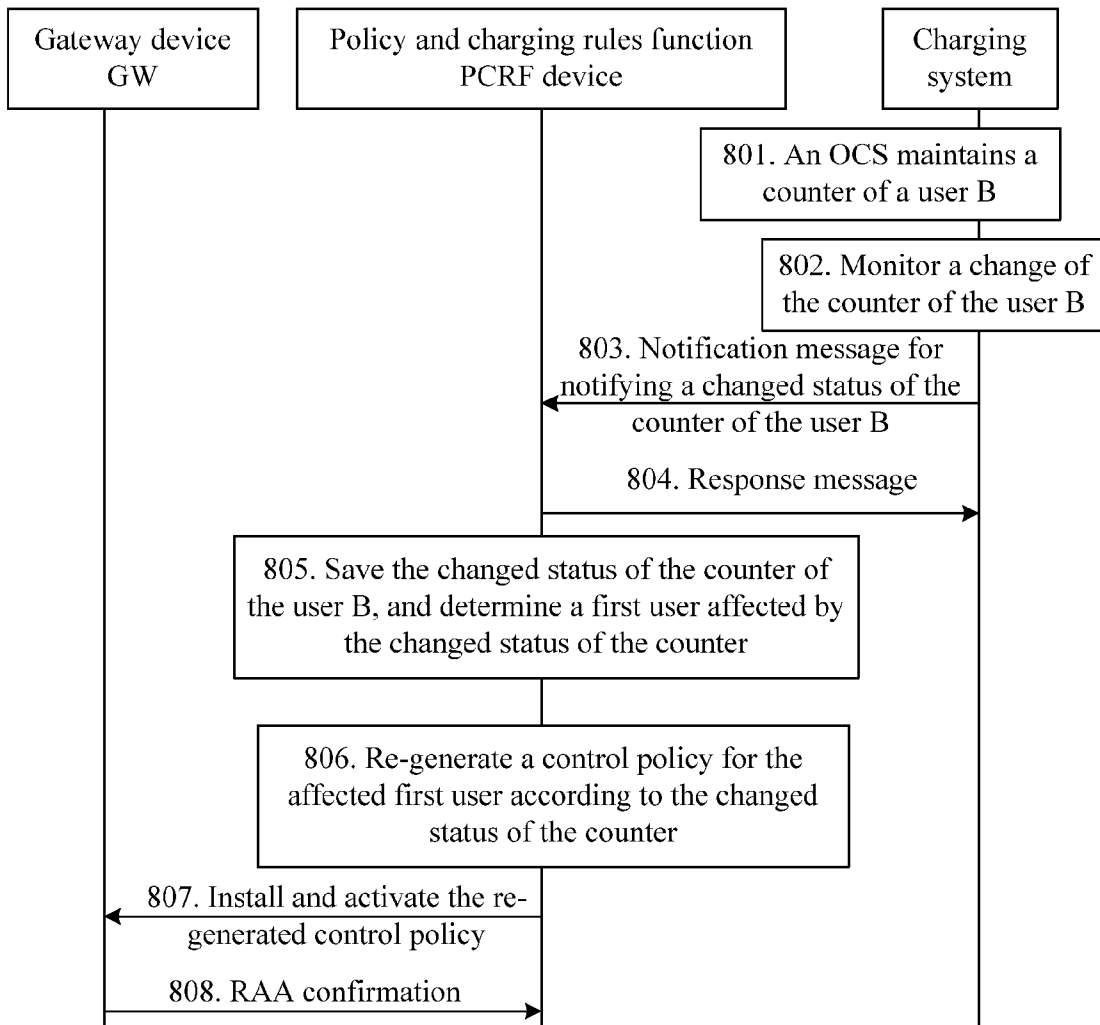 Gateway device
GW
Policy and charging rules function
PCRF device
Charging
system
801. An OCS maintains a
counter of a user B
802. Monitor a change of
the counter of the user B
803. Notification message for
notifying a changed status of the
counter of the user B
804. Response message
805. Save the changed status of the counter of
the user B, and determine a first user affected by
the changed status of the counter
806. Re-generate a control policy for the
affected first user according to the changed
status of the counter
807. Install and activate the re-
generated control policy
808. RAA confirmation